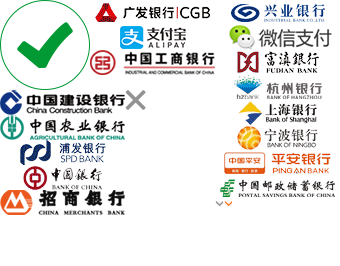 广发银行|CGB
支付宝
ALIPAY
中国工商银行
INDUSTRIAL AND COMMERCIAL BANK OF CHINA
中国建设银行
China Construction Bank
中国农业银行
AGRICULTURAL BANK OF CHINA
浦发银行
SPD BANK
中国银行
BANK OF CHINA
招商银行
CHINA MERCHANTS BANK
兴业银行
INDUSTRIAL BANK CO.,LTD.
微信支付
富滇银行
FUDIAN BANK
杭州银行
hzbank
BANK OF HANGZHOU
上海银行
Bank of Shanghai
宁波银行
BANK OF NINGBO
中国平安
平安银行
PING AN BANK
中国邮政储蓄银行
POSTAL SAVINGS BANK OF CHINA